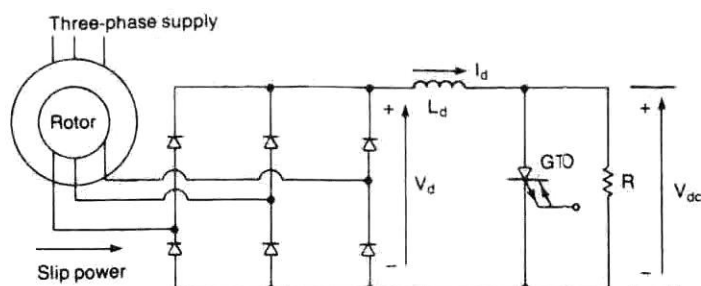 Three-phase supply
Rotor
Slip power
+
V_d
−
I_d
L_d
GTO
R
+
V_dc
−